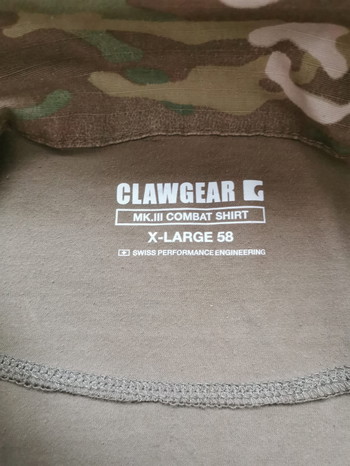 CLAWGEAR
MK.III COMBAT SHIRT
X-LARGE 58
SWISS PERFORMANCE ENGINEERING